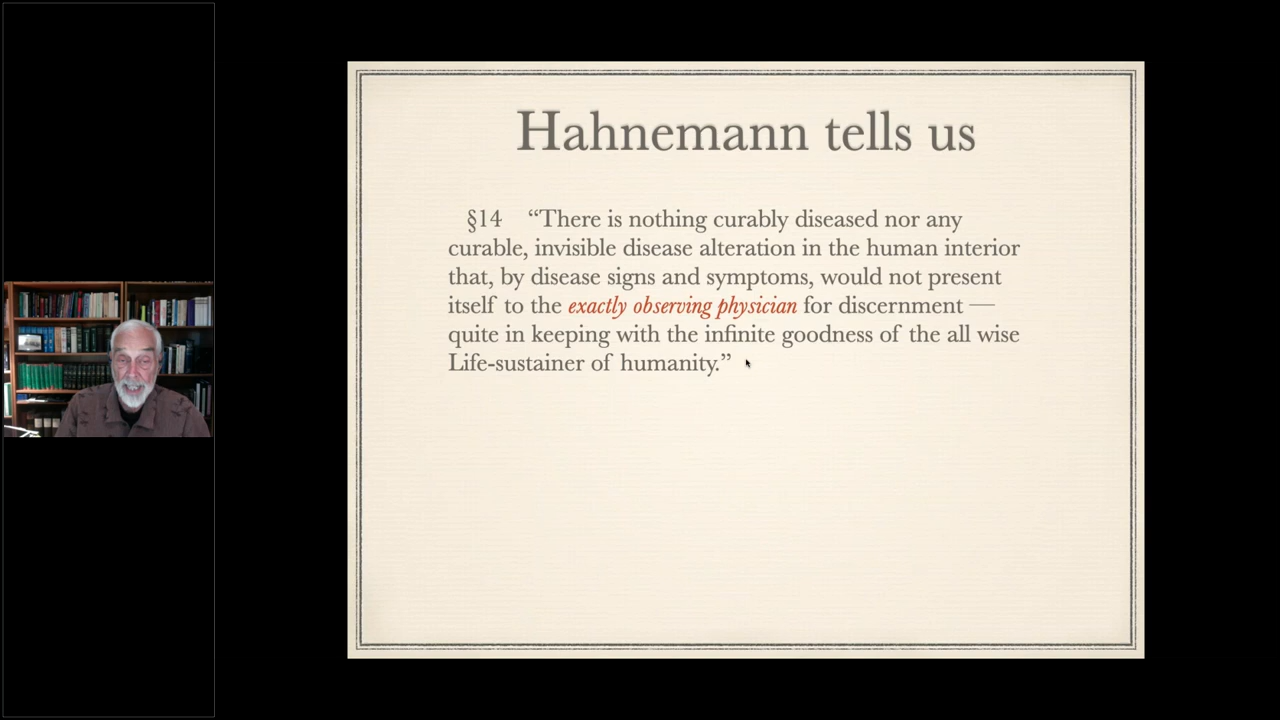 Hahnemann tells us
§14 “There is nothing curably diseased nor any
curable, invisible disease alteration in the human interior
that, by disease signs and symptoms, would not present
itself to the exactly observing physician for discernment —
quite in keeping with the infinite goodness of the all wise
Life-sustainer of humanity.”